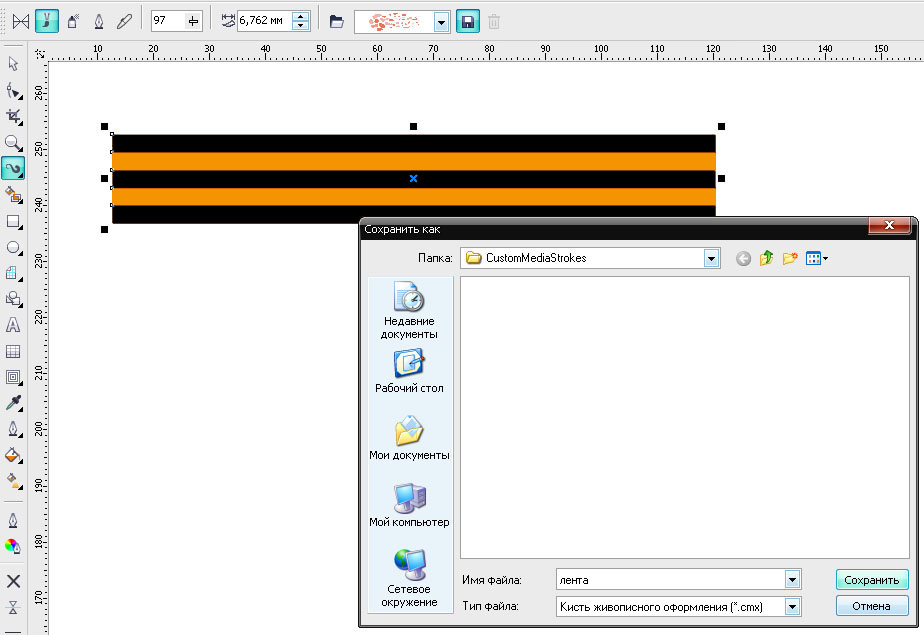 97
6,762 мм
10 20 30 40 50 60 70 80 90 100 110 120 130 140 150
260
250
240
230
220
210
200
190
180
170
Сохранить как
Папка: CustomMediaStrokes
Недавние
документы
Рабочий стол
Мои документы
Мой компьютер
Сетевое
окружение
Имя файла: лента Сохранить
Тип файла: Кисть живописного оформления (*.cmx) Отмена